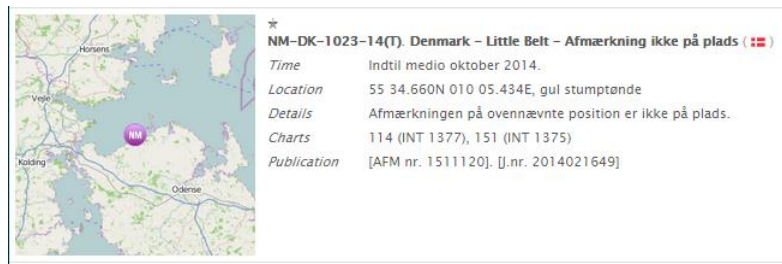 Horsens
Vejle
NM
Kolding
Odense
NM-DK-1023-14(T). Denmark - Little Belt - Afmærkning ikke på plads ( )
Time Indtil medio oktober 2014.
Location 55 34.660N 010 05.434E, gul stumptønde
Details Afmærkningen på ovennævnte position er ikke på plads.
Charts 114 (INT 1377), 151 (INT 1375)
Publication [AFM nr. 1511120]. [J.nr. 2014021649]